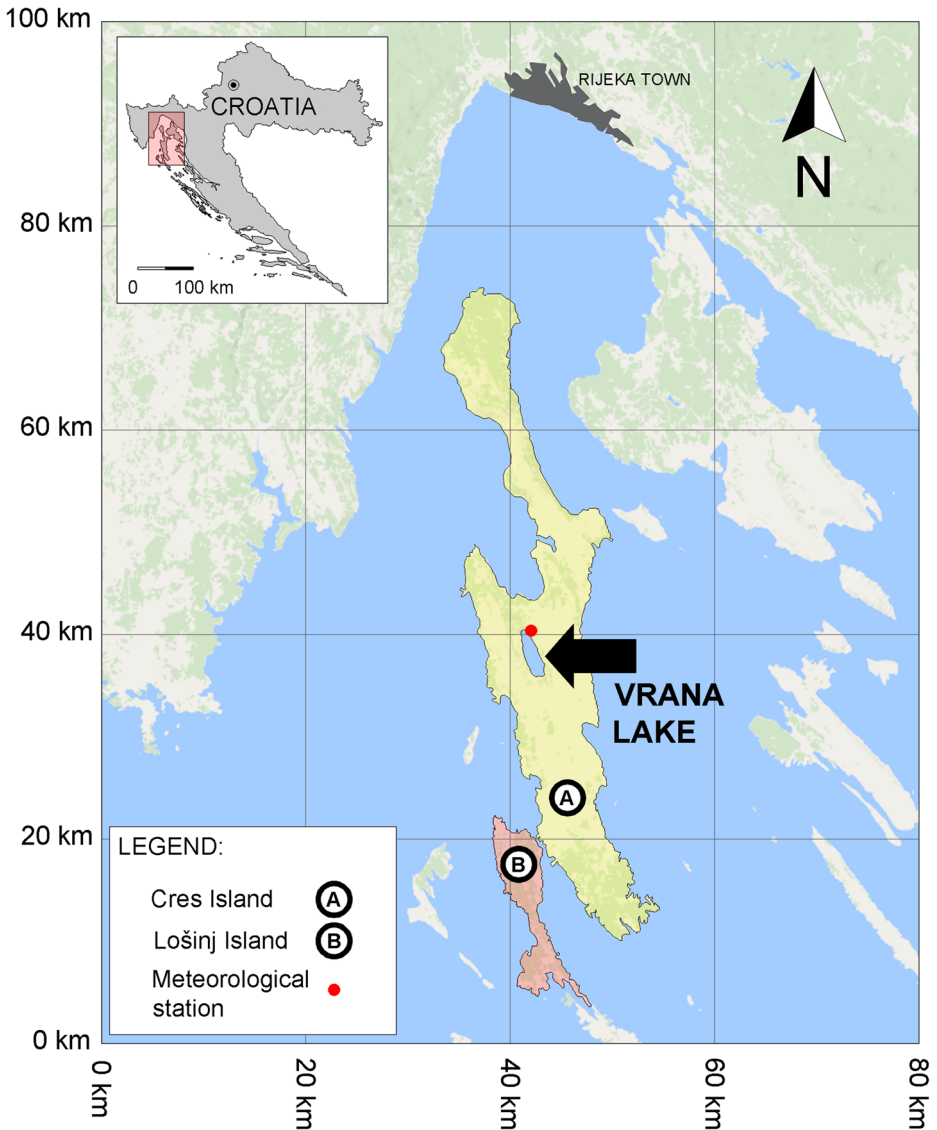 100 km
RIJEKA TOWN
CROATIA
N
0 100 km
80 km
60 km
40 km
VRANA
LAKE
A
20 km
B
LEGEND:
Cres Island A
Lošinj Island B
Meteorological
station
0 km
0 km
20 km
40 km
60 km
80 km